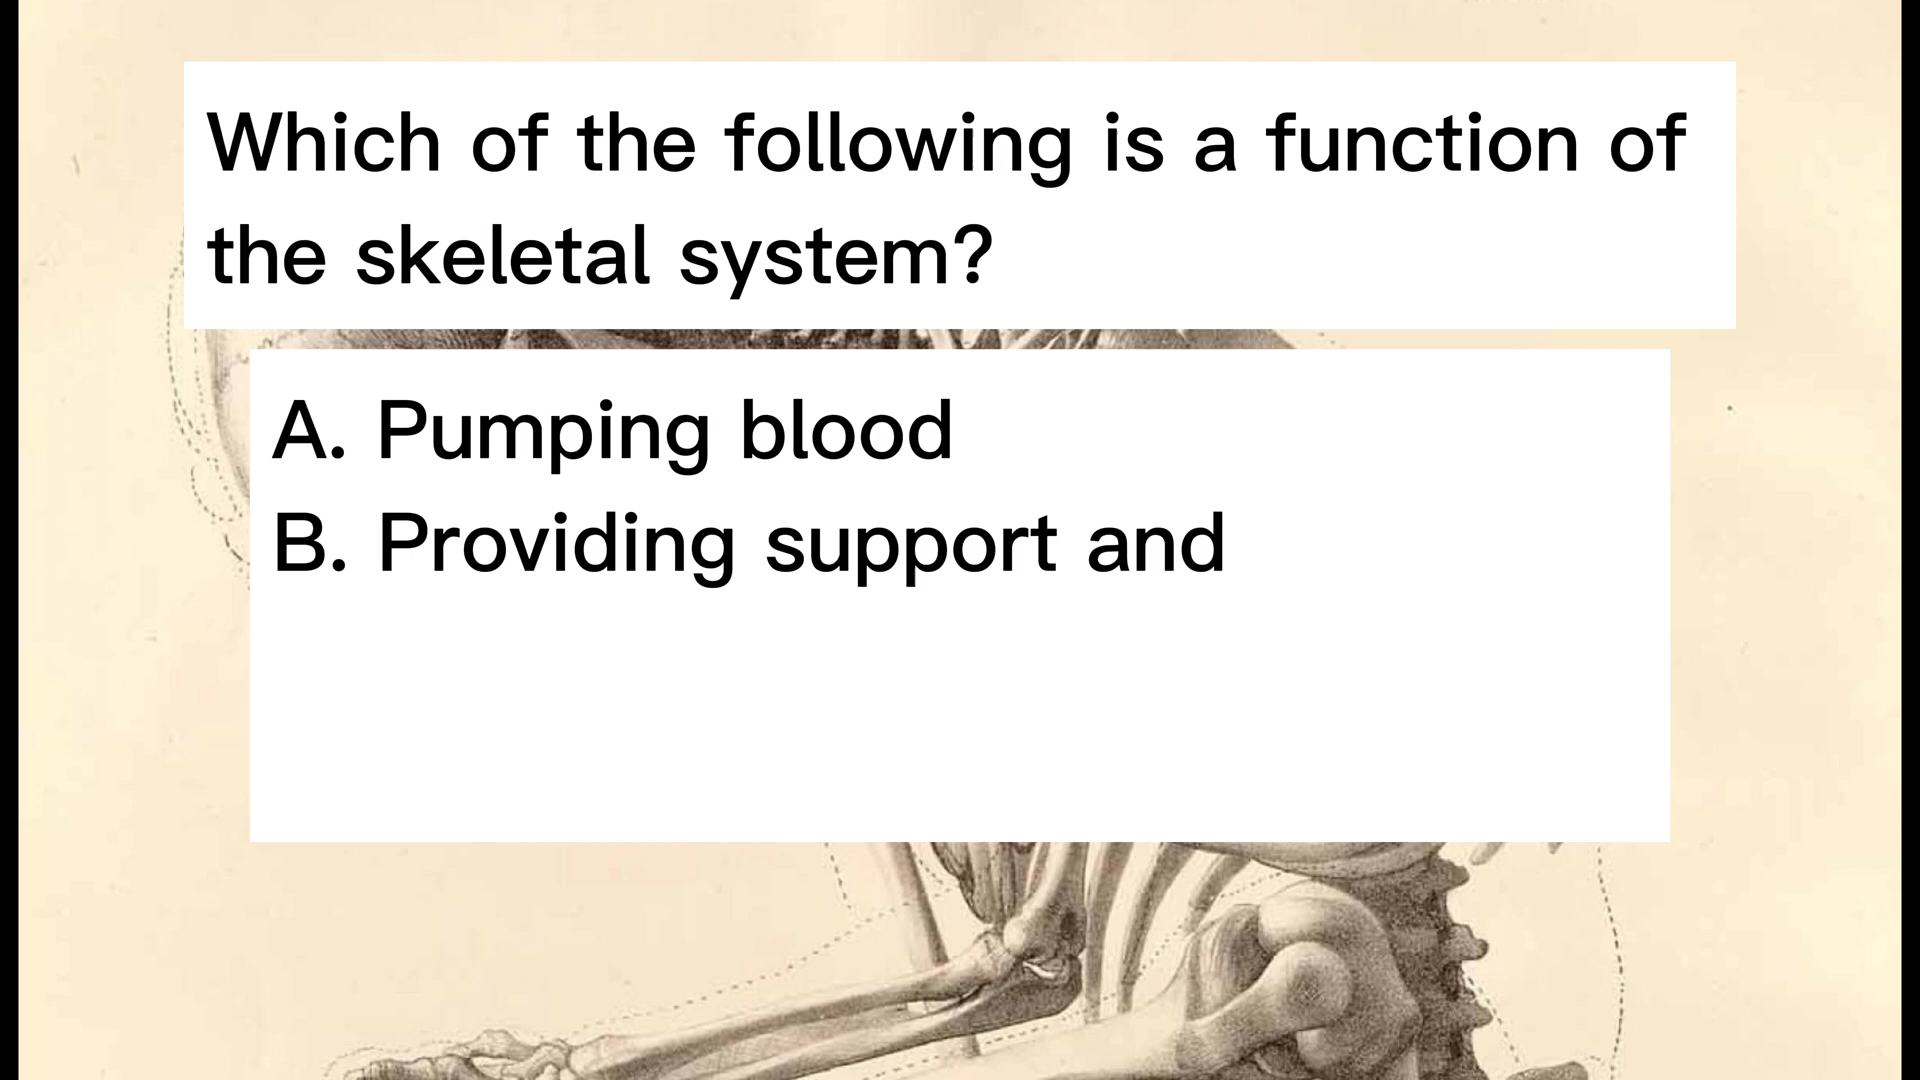 Which of the following is a function of
the skeletal system?
A. Pumping blood
B. Providing support and